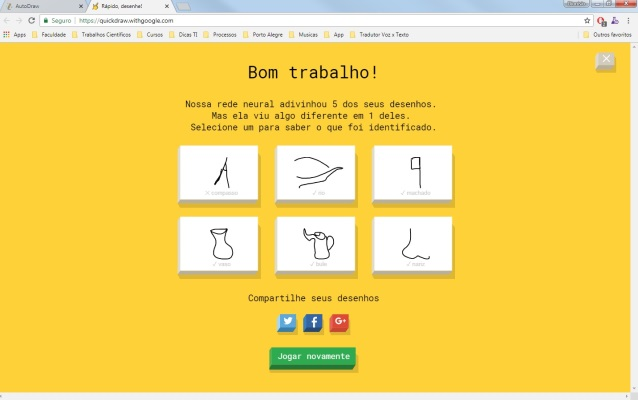 AutoDraw
Rápido, desenhe!
Seguro
https://quickdraw.withgoogle.com
Apps
Faculdade
Trabalhos Científicos
Cursos
Dicas TI
Processos
Porto Alegre
Musicas
App
Tradutor Voz x Texto
Outros favoritos
Bom trabalho!
Nossa rede neural adivinhou 5 dos seus desenhos.
Mas ela viu algo diferente em 1 deles.
Selecione um para saber o que foi identificado.
compasso
rio
machado
vaso
bule
nariz
Compartilhe seus desenhos
G+
Jogar novamente